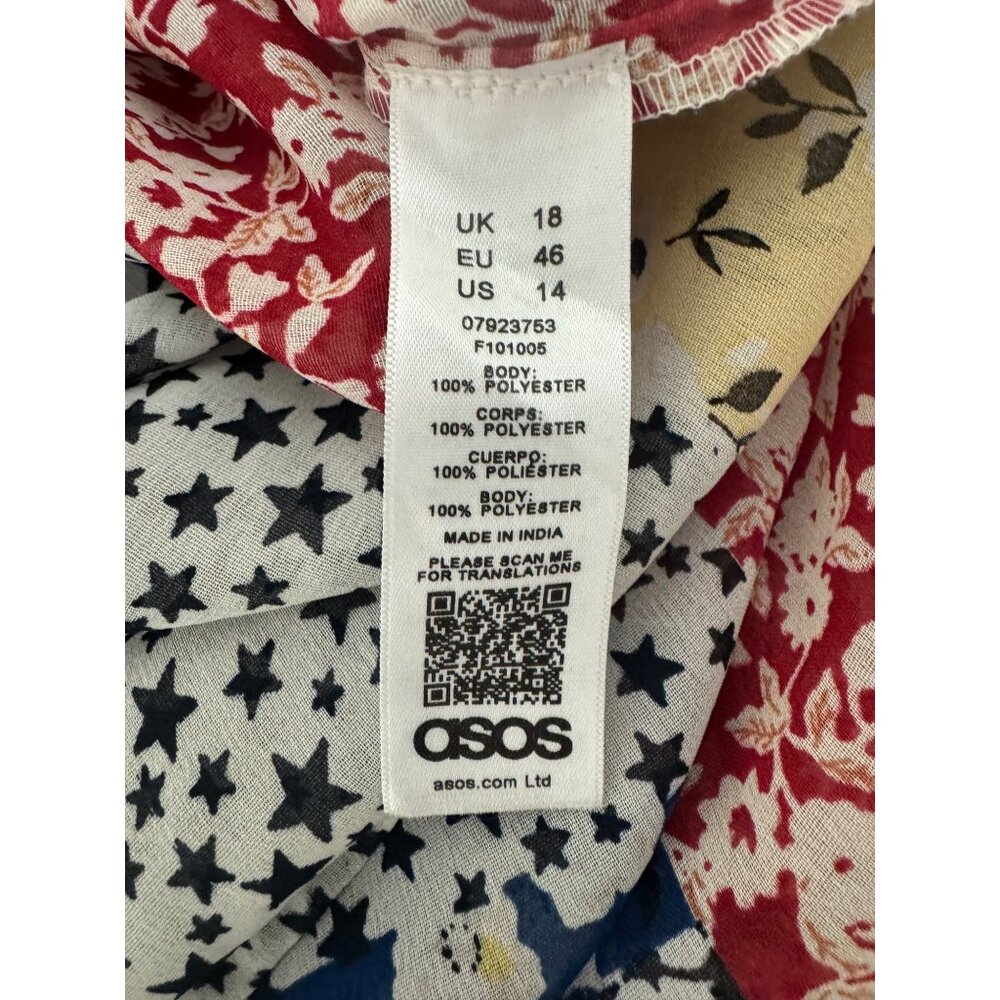 UK 18
EU 46
US 14
07923753
F101005
BODY:
100% POLYESTER
CORPS:
100% POLYESTER
CUERPO:
100% POLIÉSTER
BODY:
100% POLYESTER
MADE IN INDIA
PLEASE SCAN ME
FOR TRANSLATIONS
asos
asos.com Ltd